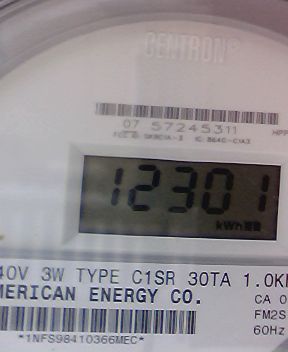 CENTRON®
07 57245311
12301
kWh
40V 3W TYPE C1SR 30TA 1.0K
MERICAN ENERGY CO.
CA 0
FM2S
60Hz
*1NFS98410366MEC*